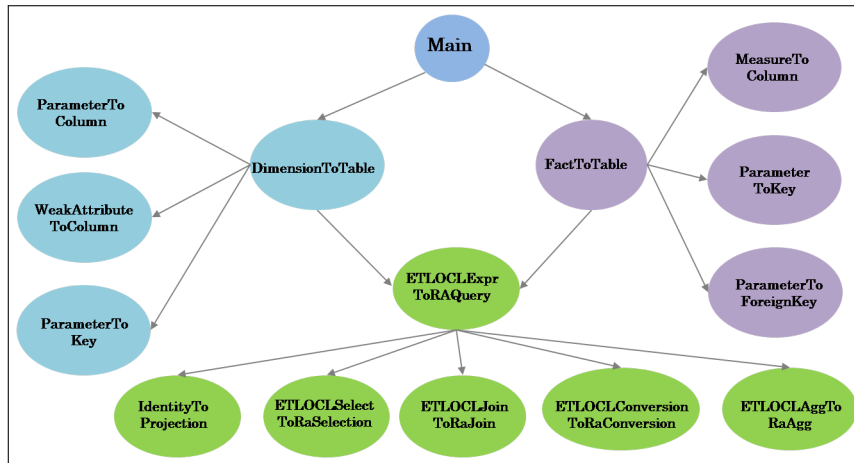 Main
MeasureTo
Column
ParameterTo
Column
DimensionToTable
FactToTable
Parameter
ToKey
WeakAttribute
ToColumn
ETLOCLExpr
ToRAQuery
ParameterTo
ForeignKey
ParameterTo
Key
IdentityTo
Projection
ETLOCLSelect
ToRaSelection
ETLOCLJoin
ToRaJoin
ETLOCLConversion
ToRaConversion
ETLOCLAggTo
RaAgg